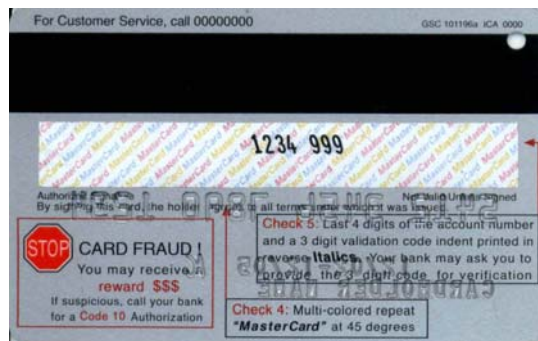 For Customer Service, call 00000000
GSC 101196a ICA 0000
1234 999
Authorized Signature
Not Valid Unless Signed
By signing this card, the holder agrees to all terms under which it was issued.
STOP
CARD FRAUD !
You may receive a
reward $$$
If suspicious, call your bank
for a Code 10 Authorization
Check 5: Last 4 digits of the account number
and a 3 digit validation code indent printed in
reverse Italics. Your bank may ask you to
provide the 3 digit code for verification
CARDHOLDER NAME
Check 4: Multi-colored repeat
"MasterCard" at 45 degrees